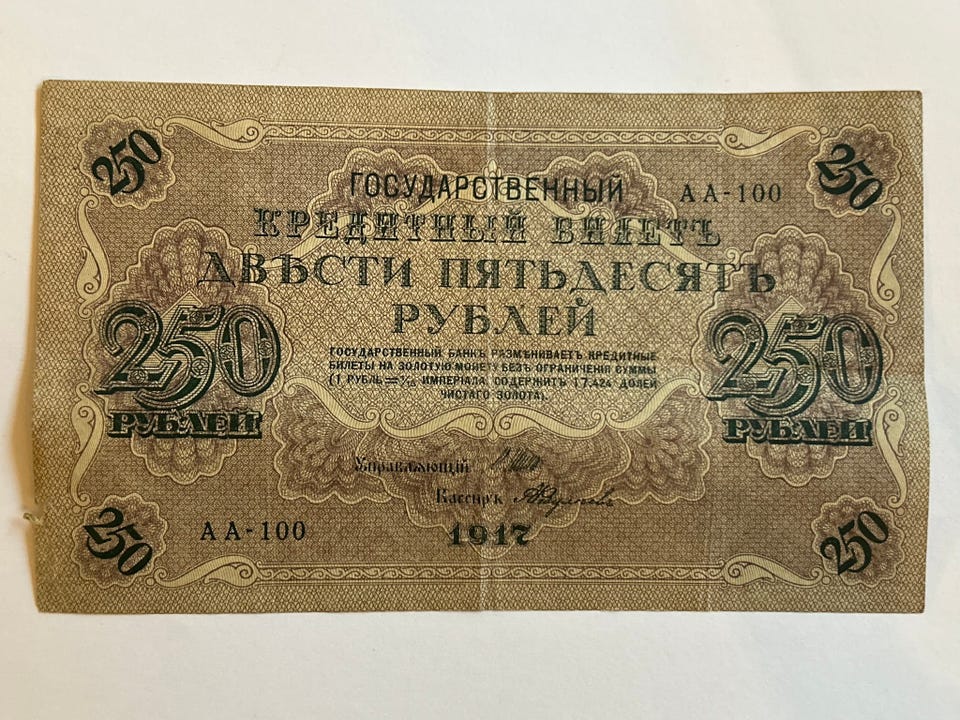 250
250
ГОСУДАРСТВЕННЫЙ
АА-100
КРЕДИТНЫЙ БИЛЕТЪ
ДВѢСТИ ПЯТЬДЕСЯТЪ
РУБЛЕЙ
250
РУБЛЕЙ
250
РУБЛЕЙ
ГОСУДАРСТВЕННЫЙ БАНКЪ РАЗМѢНИВАЕТЪ КРЕДИТНЫЕ
БИЛЕТЫ НА ЗОЛОТУЮ МОНЕТУ БЕЗЪ ОГРАНИЧЕНІЯ СУММЫ
(1 РУБЛЬ=1/15 ИМПЕРІАЛА, СОДЕРЖИТЪ 17,424 ДОЛЕЙ
ЧИСТАГО ЗОЛОТА).
Управляющій
Кассиръ
АА-100
1917
250
250